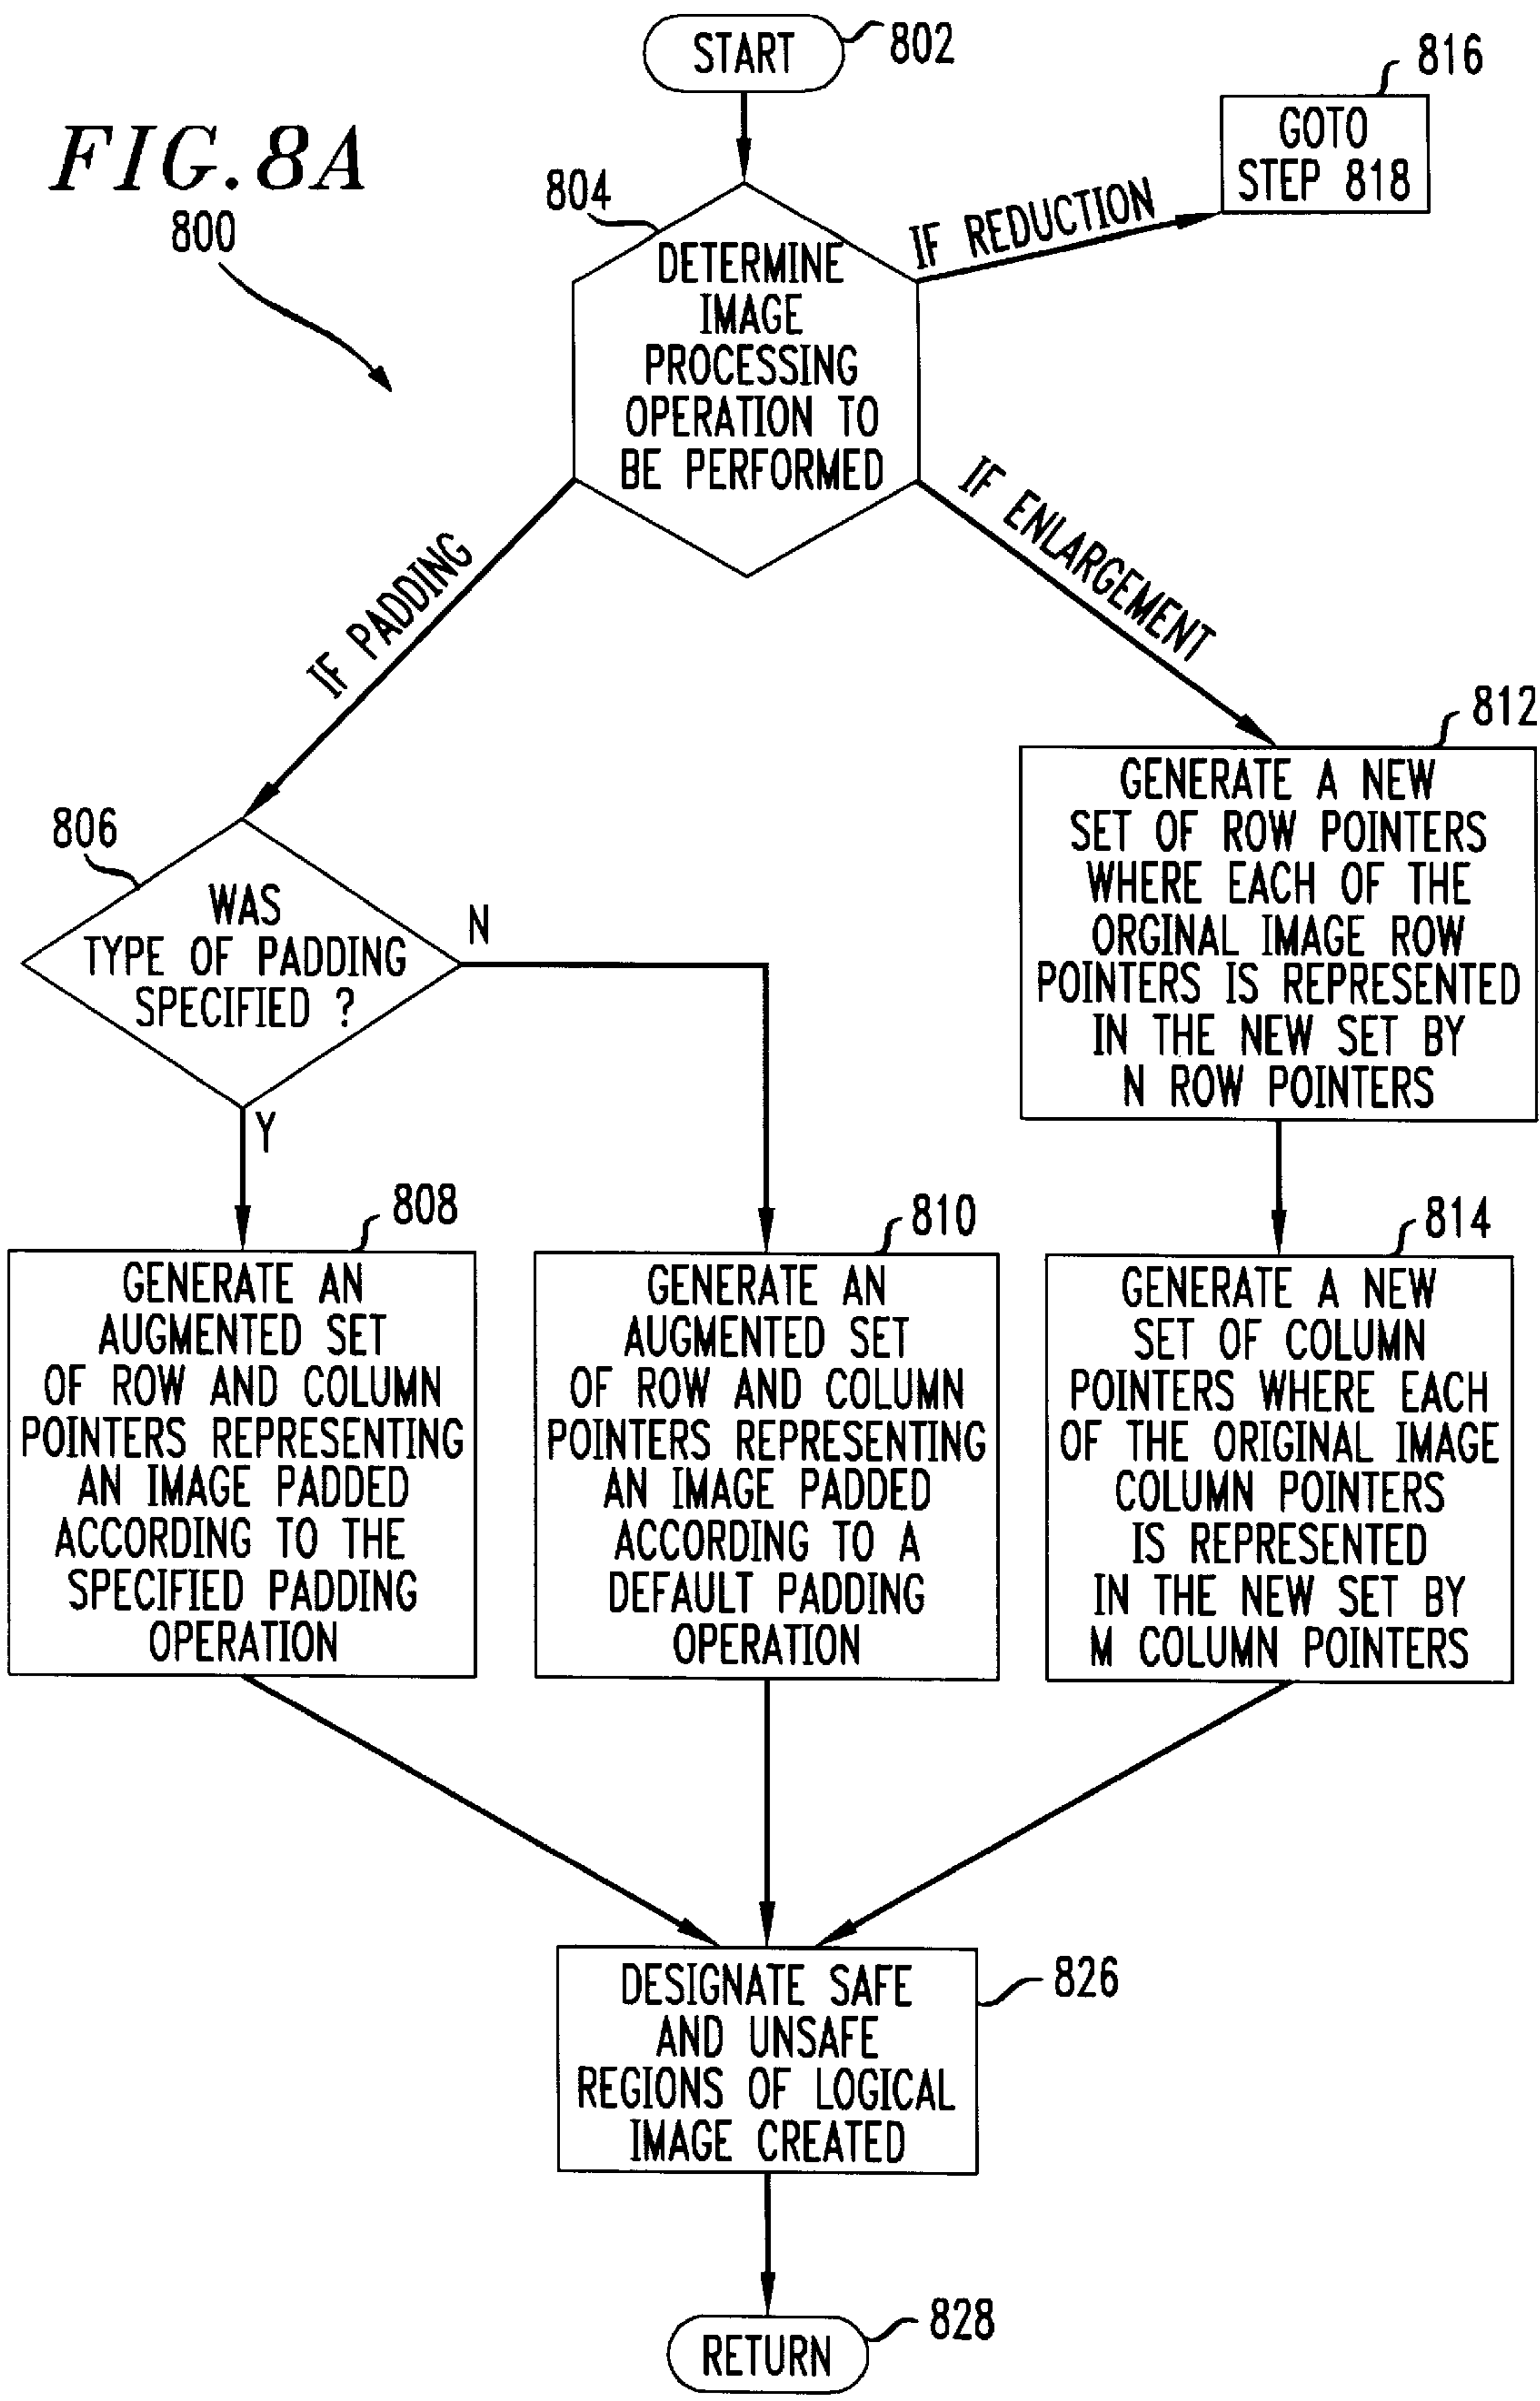 START
802
816
GOTO
STEP 818
FIG. 8A
800
804
DETERMINE
IMAGE
PROCESSING
OPERATION TO
BE PERFORMED
IF REDUCTION
IF ENLARGEMENT
IF PADDING
806
WAS
TYPE OF PADDING
SPECIFIED ?
N
Y
812
GENERATE A NEW
SET OF ROW POINTERS
WHERE EACH OF THE
ORGINAL IMAGE ROW
POINTERS IS REPRESENTED
IN THE NEW SET BY
N ROW POINTERS
808
GENERATE AN
AUGMENTED SET
OF ROW AND COLUMN
POINTERS REPRESENTING
AN IMAGE PADDED
ACCORDING TO THE
SPECIFIED PADDING
OPERATION
810
GENERATE AN
AUGMENTED SET
OF ROW AND COLUMN
POINTERS REPRESENTING
AN IMAGE PADDED
ACCORDING TO A
DEFAULT PADDING
OPERATION
814
GENERATE A NEW
SET OF COLUMN
POINTERS WHERE EACH
OF THE ORIGINAL IMAGE
COLUMN POINTERS
IS REPRESENTED
IN THE NEW SET BY
M COLUMN POINTERS
826
DESIGNATE SAFE
AND UNSAFE
REGIONS OF LOGICAL
IMAGE CREATED
828
RETURN